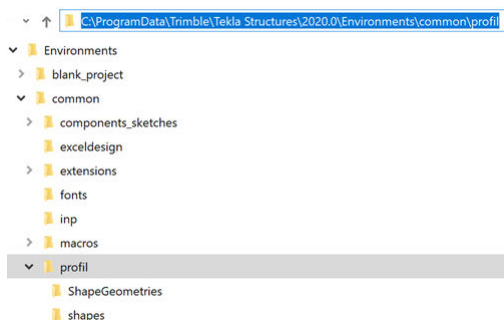 C:\ProgramData\Trimble\Tekla Structures\2020.0\Environments\common\profil
Environments
blank_project
common
components_sketches
exceldesign
extensions
fonts
inp
macros
profil
ShapeGeometries
shapes